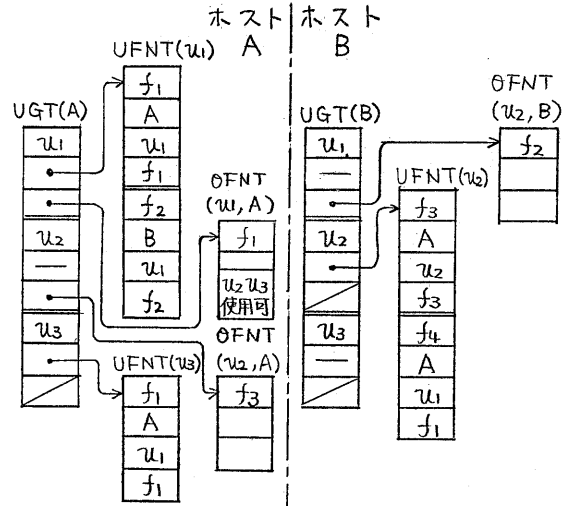 ホスト
A
ホスト
B
UFNT(u1)
f1
A
u1
f1
f2
B
u1
f2
UGT(A)
u1
u2
—
u3
OFNT
(u1,A)
f1
u2 u3
使用可
OFNT
(u2,A)
f3
UFNT(u3)
f1
A
u1
f1
UGT(B)
u1
—
u2
u3
—
OFNT
(u2,B)
f2
UFNT(u2)
f3
A
u2
f3
f4
A
u1
f1